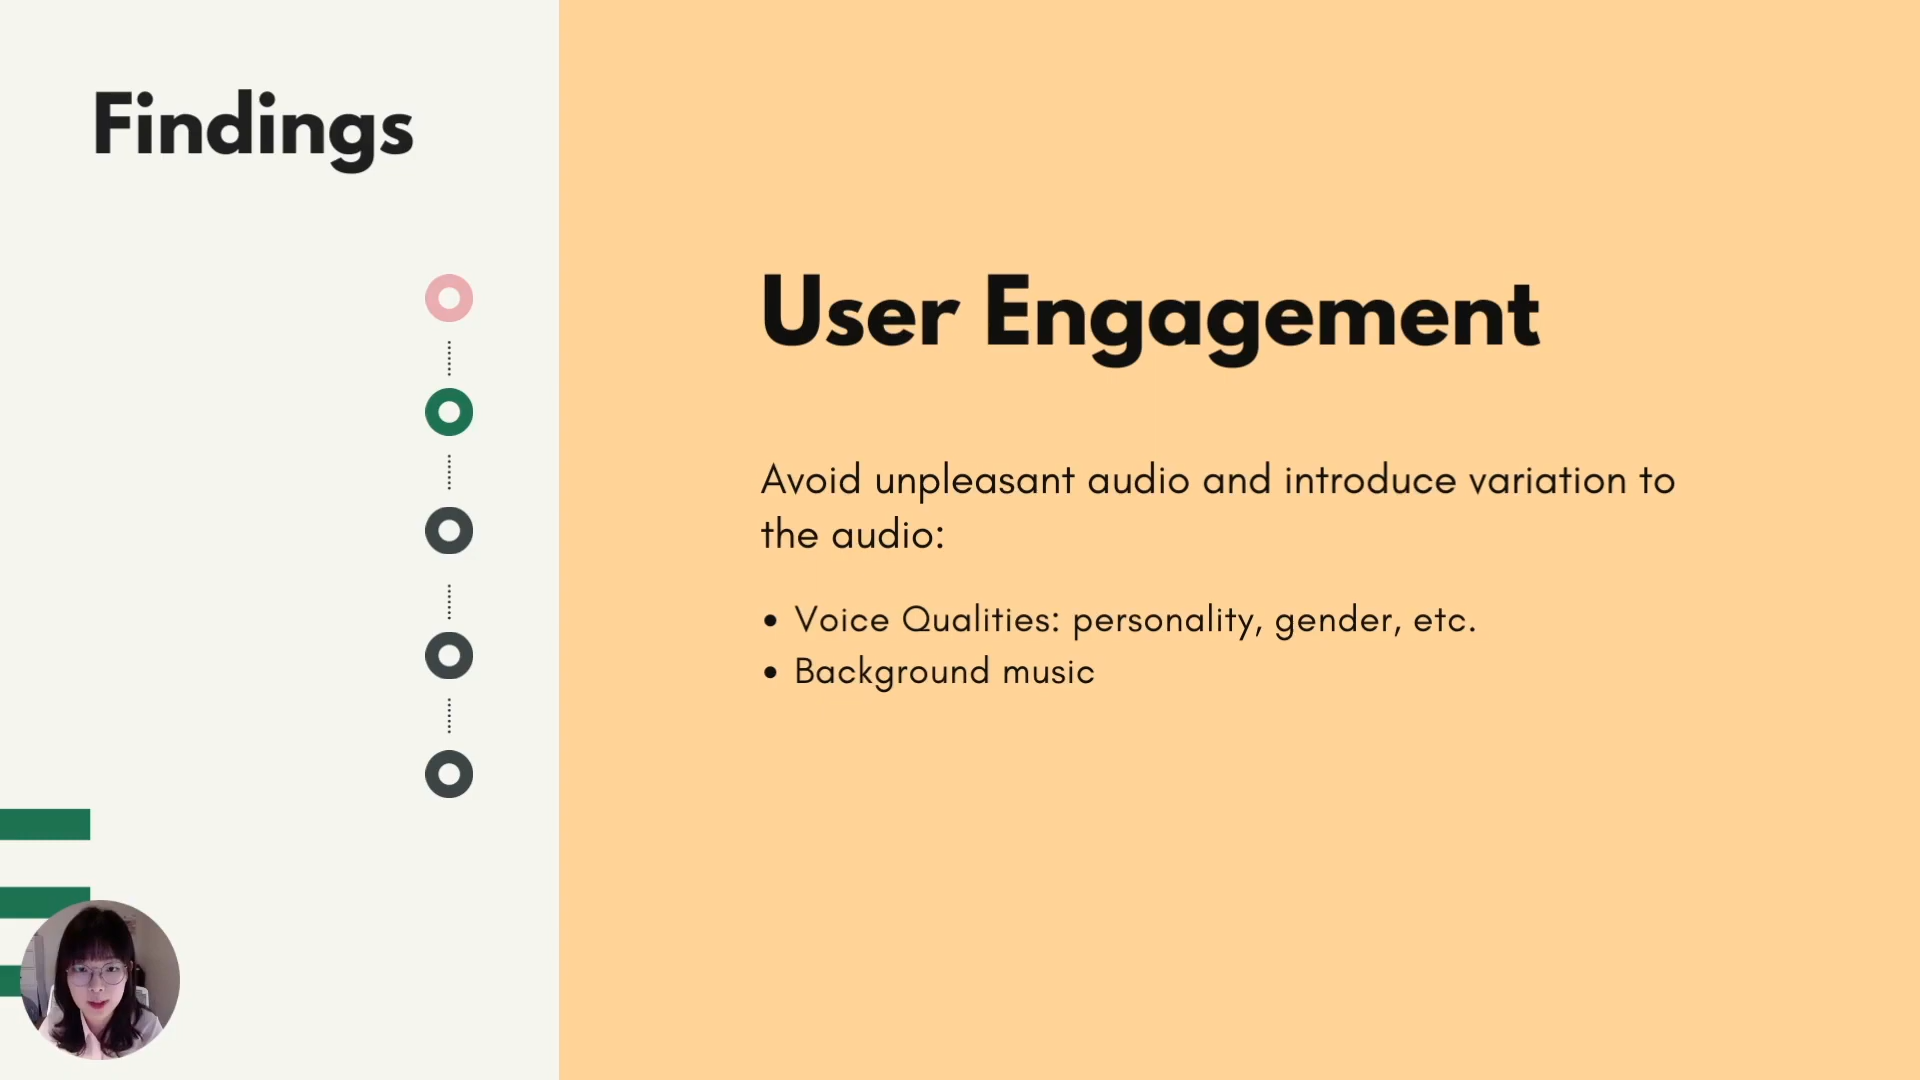 Findings
User Engagement
Avoid unpleasant audio and introduce variation to
the audio:
• Voice Qualities: personality, gender, etc.
• Background music